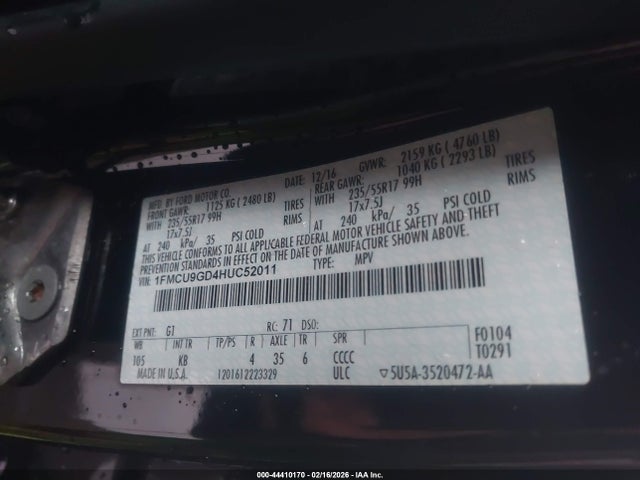 MFD. BY FORD MOTOR CO.
DATE: 12/16 GVWR: 2159 KG ( 4760 LB)
FRONT GAWR: 1125 KG ( 2480 LB) REAR GAWR: 1040 KG ( 2293 LB)
WITH 235/55R17 99H TIRES WITH 235/55R17 99H TIRES
17x7.5J RIMS 17x7.5J RIMS
AT 240 kPa/ 35 PSI COLD AT 240 kPa/ 35 PSI COLD
THIS VEHICLE CONFORMS TO ALL APPLICABLE FEDERAL MOTOR VEHICLE SAFETY AND THEFT
PREVENTION STANDARDS IN EFFECT ON THE DATE OF MANUFACTURE SHOWN ABOVE.
VIN: 1FMCU9GD4HUC52011 TYPE: MPV
EXT PNT: G1 RC: 71 DSO: F0104
WB INT TR TP/PS R AXLE TR SPR T0291
105 KB 4 35 6 CCCC
MADE IN U.S.A. 1201612223329 ULC ▽5U5A-3520472-AA
000-44410170 - 02/16/2026 - IAA Inc.